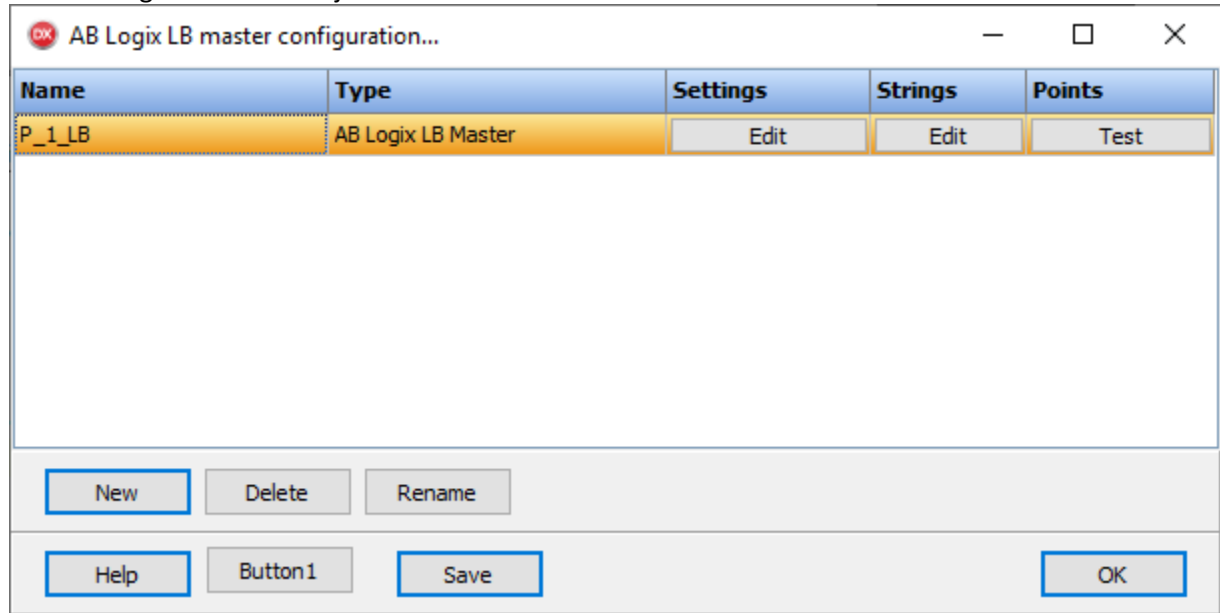 DX AB Logix LB master configuration...
Name Type Settings Strings Points
P_1_LB AB Logix LB Master Edit Edit Test
New Delete Rename
Help Button1 Save OK